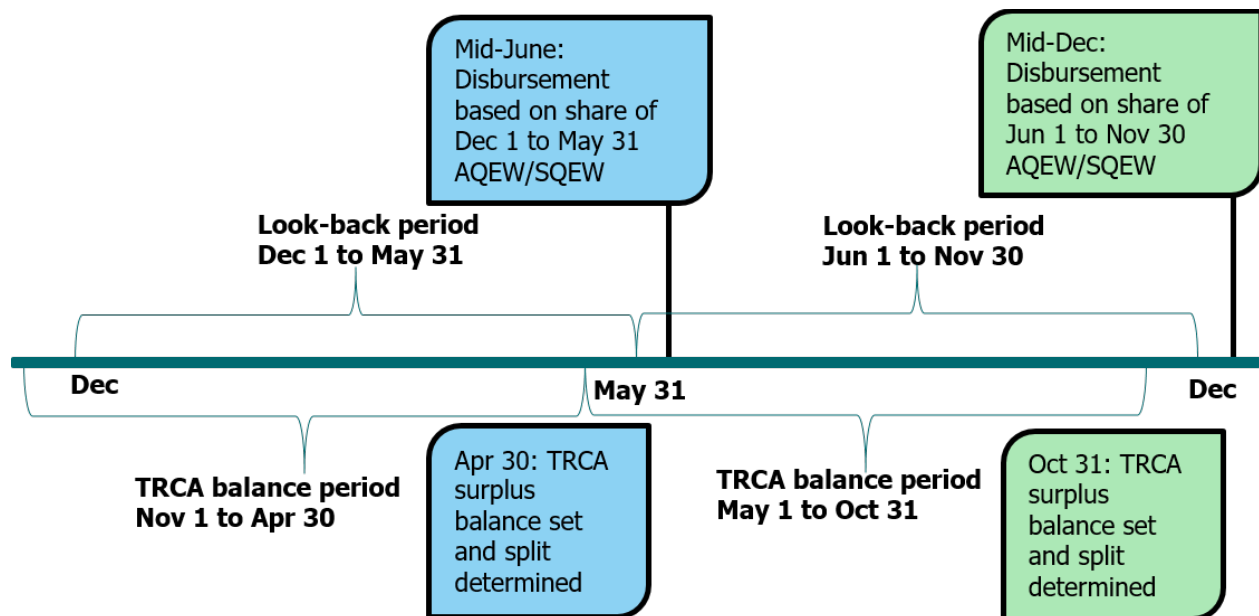 Mid-June:
Disbursement
based on share of
Dec 1 to May 31
AQEW/SQEW
Mid-Dec:
Disbursement
based on share of
Jun 1 to Nov 30
AQEW/SQEW
Look-back period
Dec 1 to May 31
Look-back period
Jun 1 to Nov 30
Dec
May 31
Dec
TRCA balance period
Nov 1 to Apr 30
Apr 30: TRCA
surplus
balance set
and split
determined
TRCA balance period
May 1 to Oct 31
Oct 31: TRCA
surplus
balance set
and split
determined